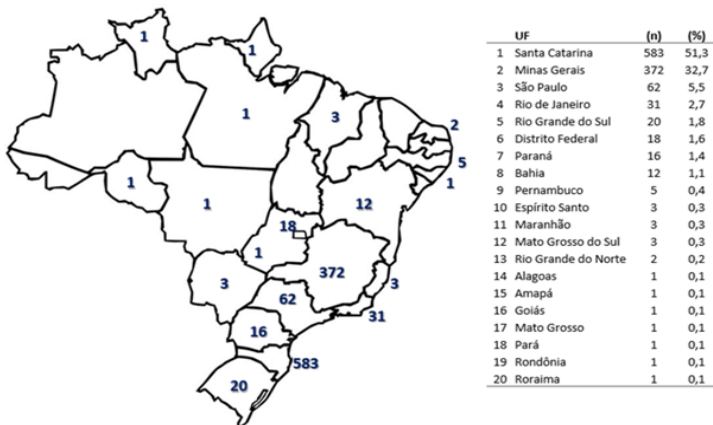 1
1
1
3
2
5
1
1
1
12
18
1
372
3
3
62
31
16
583
20
UF (n) (%)
1 Santa Catarina 583 51,3
2 Minas Gerais 372 32,7
3 São Paulo 62 5,5
4 Rio de Janeiro 31 2,7
5 Rio Grande do Sul 20 1,8
6 Distrito Federal 18 1,6
7 Paraná 16 1,4
8 Bahia 12 1,1
9 Pernambuco 5 0,4
10 Espírito Santo 3 0,3
11 Maranhão 3 0,3
12 Mato Grosso do Sul 3 0,3
13 Rio Grande do Norte 2 0,2
14 Alagoas 1 0,1
15 Amapá 1 0,1
16 Goiás 1 0,1
17 Mato Grosso 1 0,1
18 Pará 1 0,1
19 Rondônia 1 0,1
20 Roraima 1 0,1